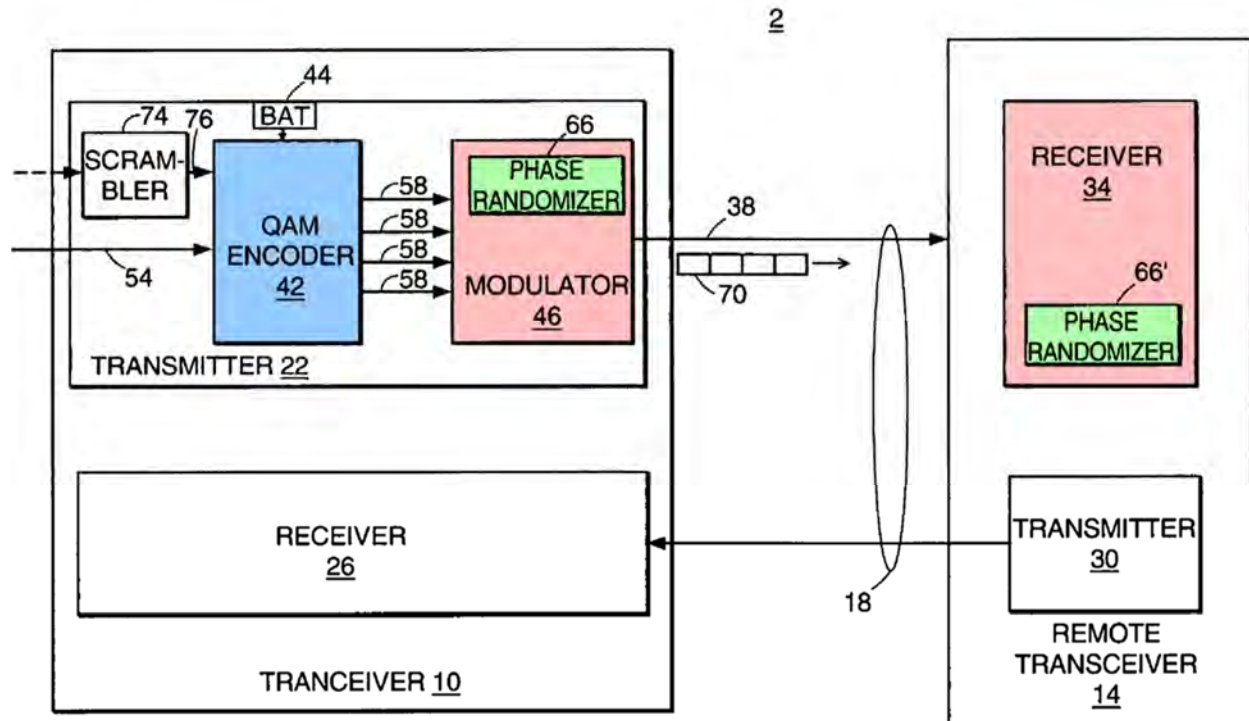 2
44
74
76
BAT
66
SCRAM-
BLER
PHASE
RANDOMIZER
58
58
58
58
QAM
ENCODER
42
54
MODULATOR
46
38
70
TRANSMITTER 22
RECEIVER
34
66'
PHASE
RANDOMIZER
RECEIVER
26
18
TRANSMITTER
30
REMOTE
TRANSCEIVER
14
TRANCEIVER 10